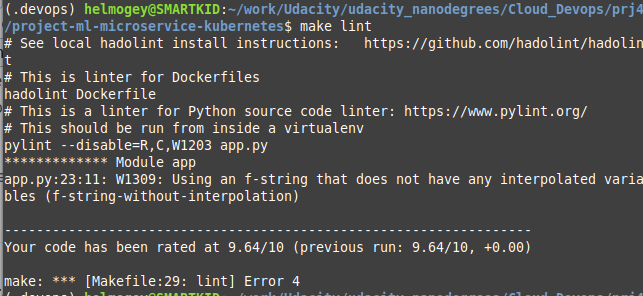 (.devops) helmogey@SMARTKID:~/work/Udacity/udacity_nanodegrees/Cloud_Devops/prj4
/project-ml-microservice-kubernetes$ make lint
# See local hadolint install instructions:   https://github.com/hadolint/hadolin
t
# This is linter for Dockerfiles
hadolint Dockerfile
# This is a linter for Python source code linter: https://www.pylint.org/
# This should be run from inside a virtualenv
pylint --disable=R,C,W1203 app.py
************* Module app
app.py:23:11: W1309: Using an f-string that does not have any interpolated varia
bles (f-string-without-interpolation)

------------------------------------------------------------------
Your code has been rated at 9.64/10 (previous run: 9.64/10, +0.00)

make: *** [Makefile:29: lint] Error 4
(.devops) helmogey@SMARTKID:~/work/Udacity/udacity_nanodegrees/Cloud_Devops/prj4